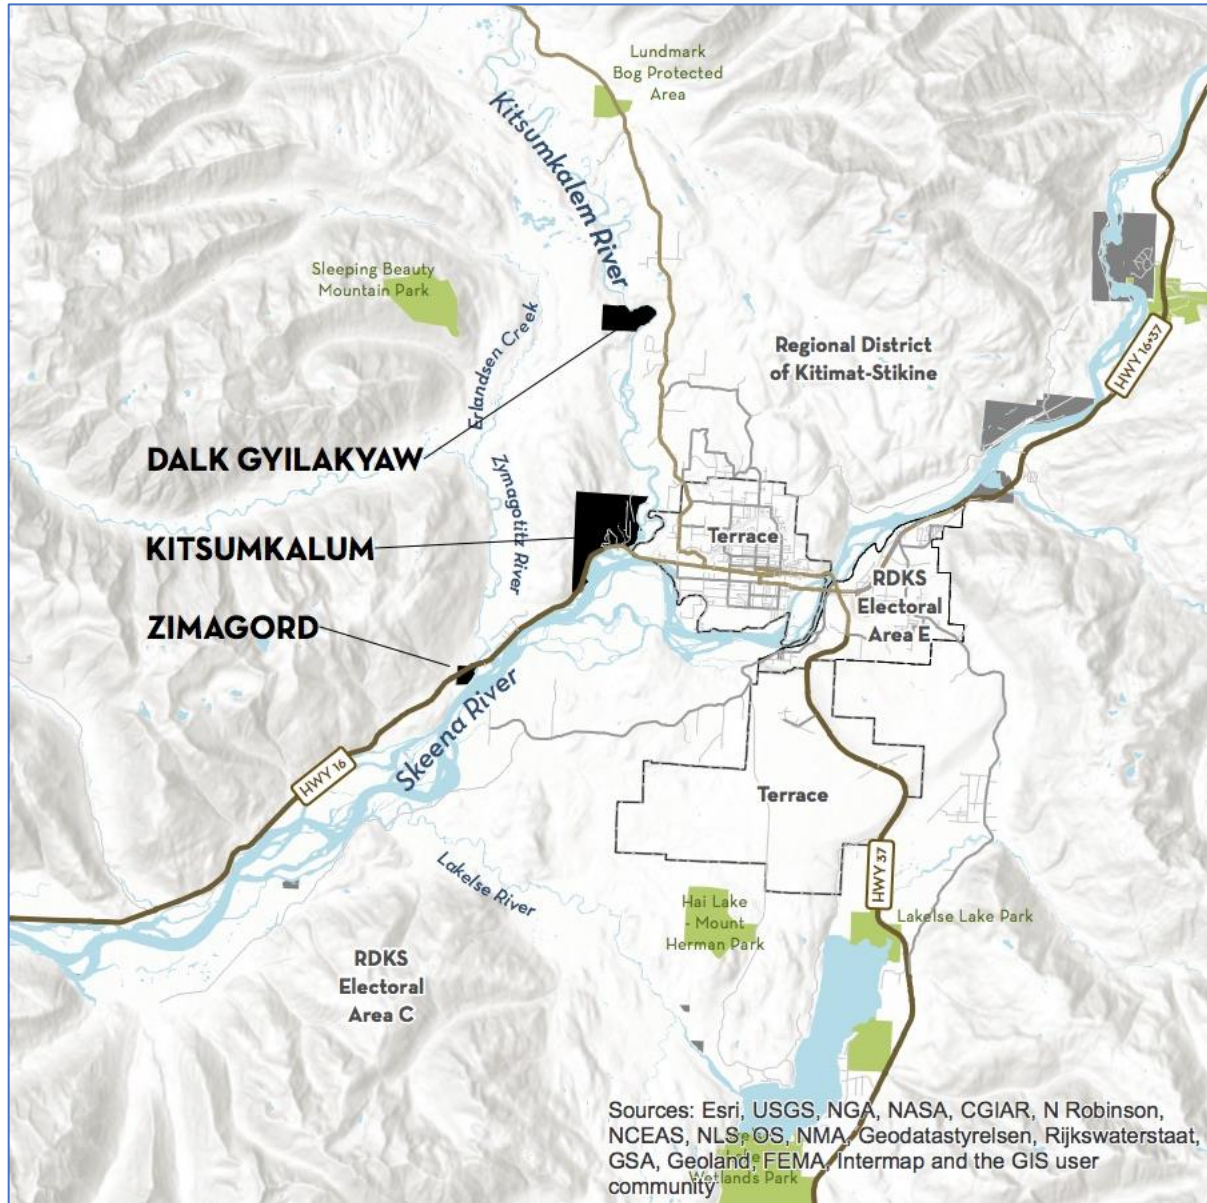 Lundmark
Bog Protected
Area
Kitsumkalem River
Sleeping Beauty
Mountain Park
Erlandsen Creek
Regional District
of Kitimat-Stikine
HWY 16•37
DALK GYILAKYAW
Zymagotitz River
KITSUMKALUM
Terrace
RDKS
Electoral
Area E
ZIMAGORD
Skeena River
HWY 16
Terrace
Lakelse River
HWY 37
Hai Lake
- Mount
Herman Park
Lakelse Lake Park
RDKS
Electoral
Area C
Sources: Esri, USGS, NGA, NASA, CGIAR, N Robinson,
NCEAS, NLS, OS, NMA, Geodatastyrelsen, Rijkswaterstaat,
GSA, Geoland, FEMA, Intermap and the GIS user
community
Wetlands Park